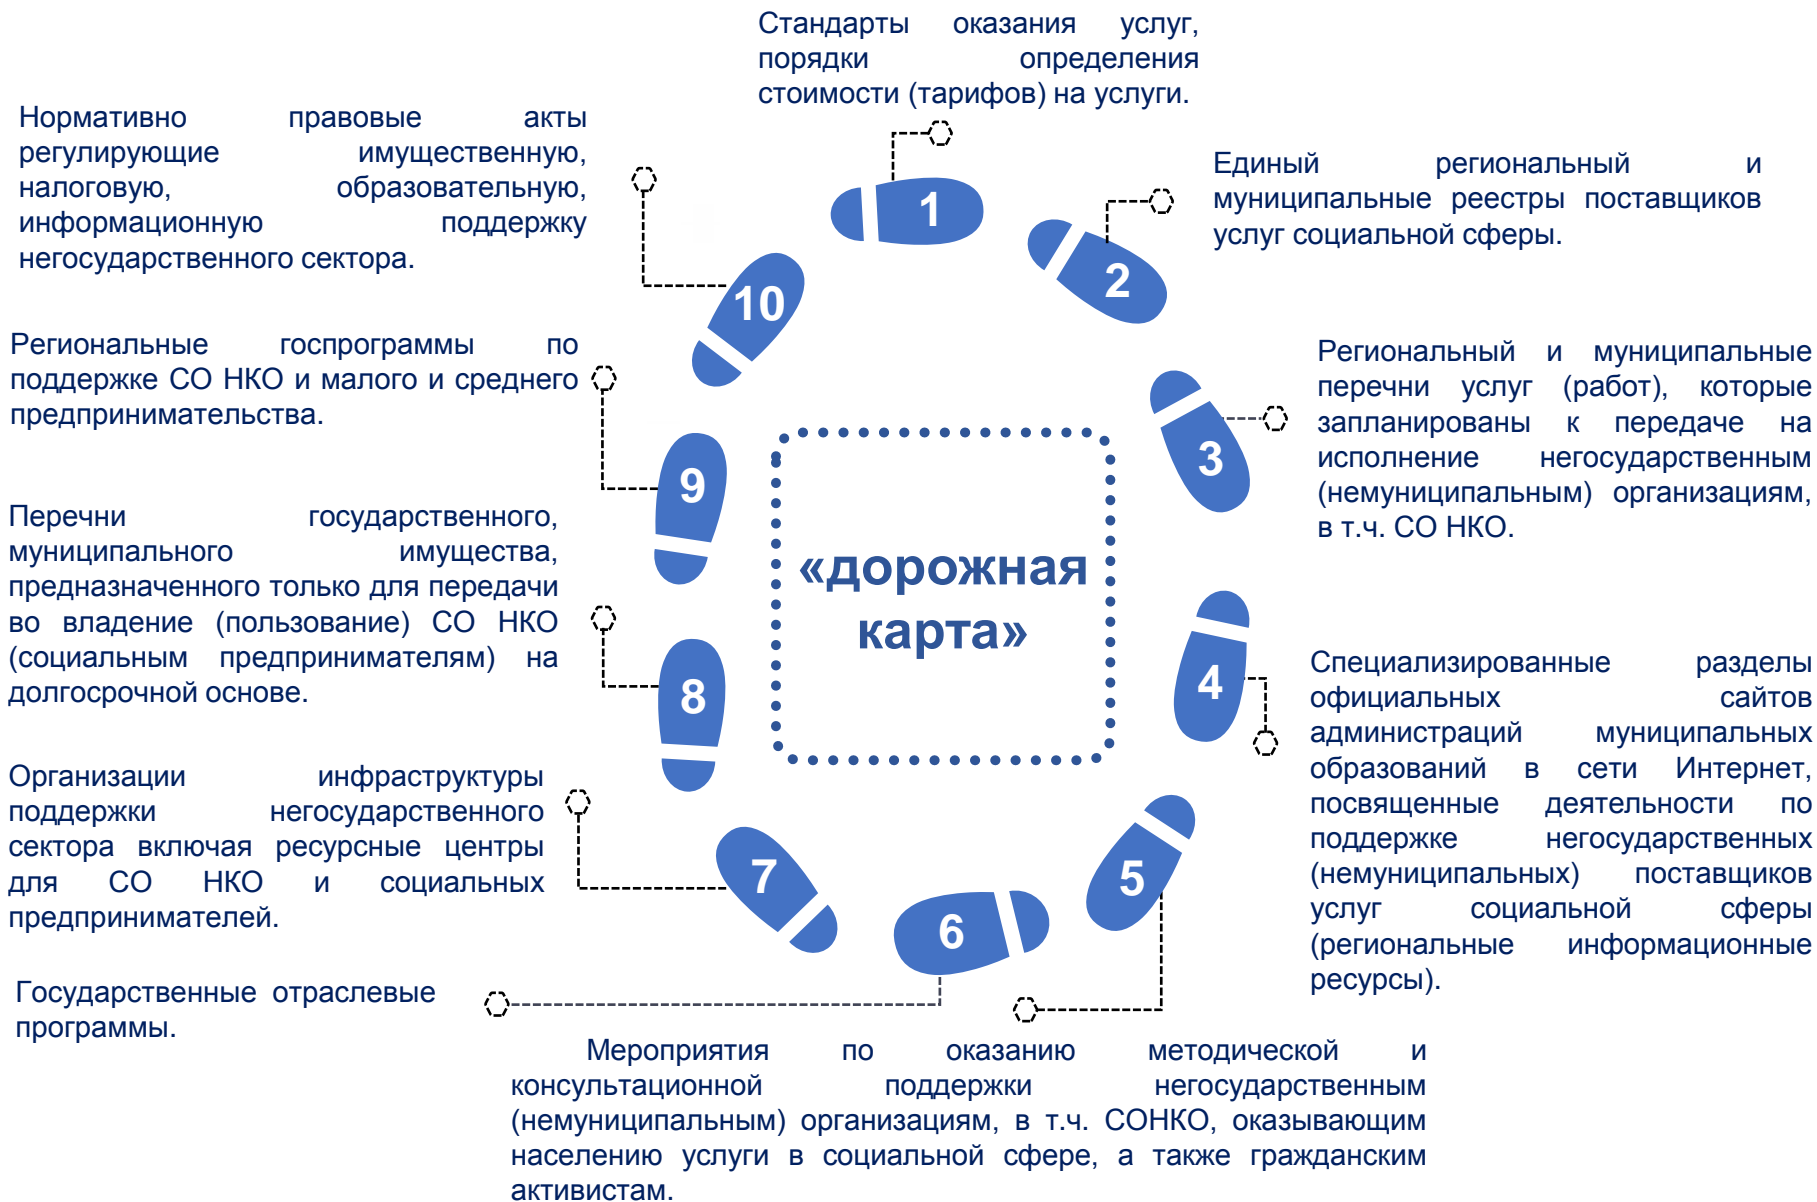 Стандарты оказания услуг,
порядки определения
стоимости (тарифов) на услуги.
1
Единый региональный и
муниципальные реестры поставщиков
услуг социальной сферы.
2
Региональный и муниципальные
перечни услуг (работ), которые
запланированы к передаче на
исполнение негосударственным
(немуниципальным) организациям,
в т.ч. СО НКО.
3
Специализированные разделы
официальных сайтов
администраций муниципальных
образований в сети Интернет,
посвященные деятельности по
поддержке негосударственных
(немуниципальных) поставщиков
услуг социальной сферы
(региональные информационные
ресурсы).
4
Мероприятия по оказанию методической и
консультационной поддержки негосударственным
(немуниципальным) организациям, в т.ч. СОНКО, оказывающим
населению услуги в социальной сфере, а также гражданским
активистам.
5
Государственные отраслевые
программы.
6
Организации инфраструктуры
поддержки негосударственного
сектора включая ресурсные центры
для СО НКО и социальных
предпринимателей.
7
Перечни государственного,
муниципального имущества,
предназначенного только для передачи
во владение (пользование) СО НКО
(социальным предпринимателям) на
долгосрочной основе.
8
Региональные госпрограммы по
поддержке СО НКО и малого и среднего
предпринимательства.
9
Нормативно правовые акты
регулирующие имущественную,
налоговую, образовательную,
информационную поддержку
негосударственного сектора.
10
«дорожная
карта»